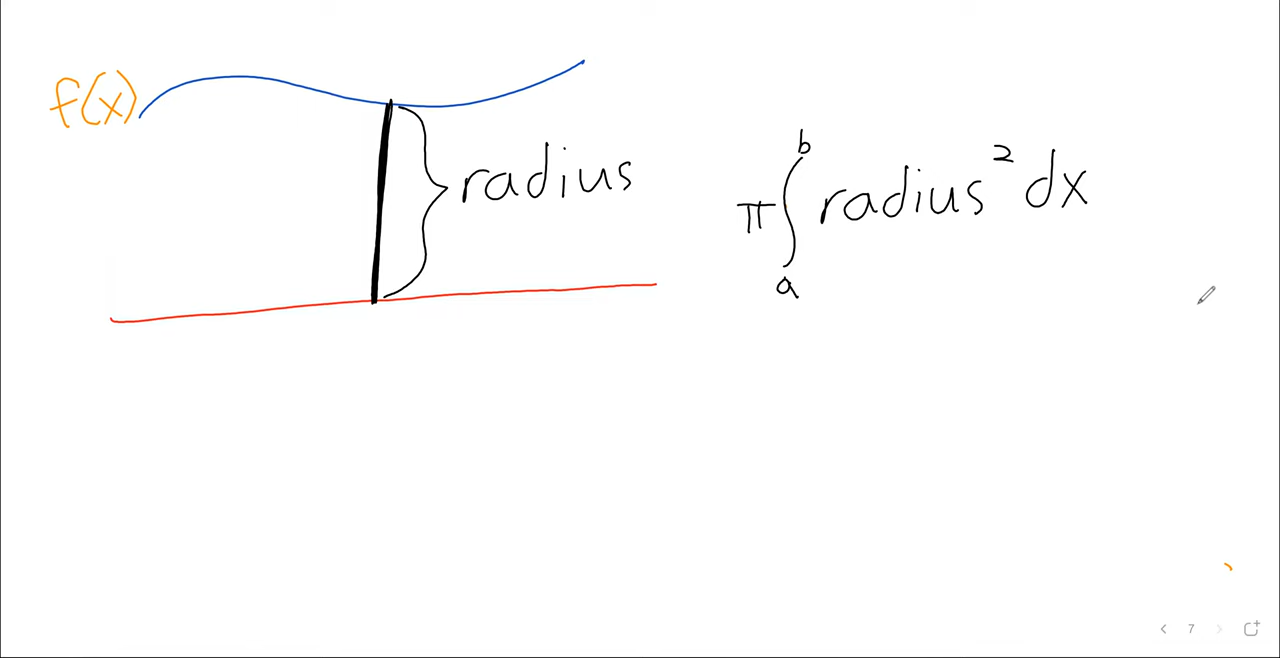 f(x)
radius
π∫ₐᵇ radius² dx
7